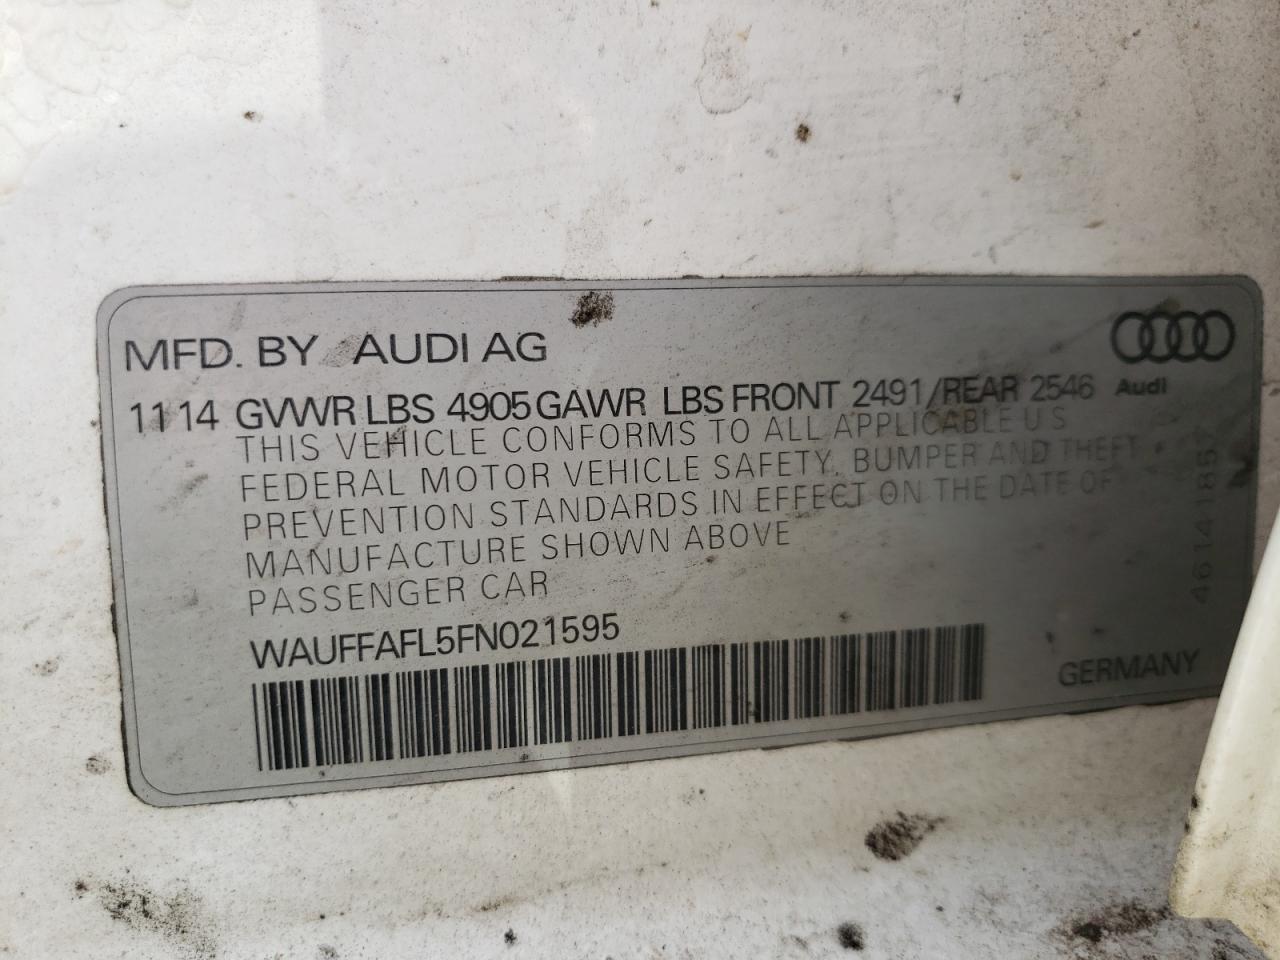 MFD. BY AUDI AG
11 14 GVWR LBS 4905 GAWR LBS FRONT 2491/REAR 2546
Audi
THIS VEHICLE CONFORMS TO ALL APPLICABLE U S
FEDERAL MOTOR VEHICLE SAFETY, BUMPER AND THEFT
PREVENTION STANDARDS IN EFFECT ON THE DATE OF
MANUFACTURE SHOWN ABOVE
PASSENGER CAR
WAUFFAFL5FN021595
GERMANY
46141857